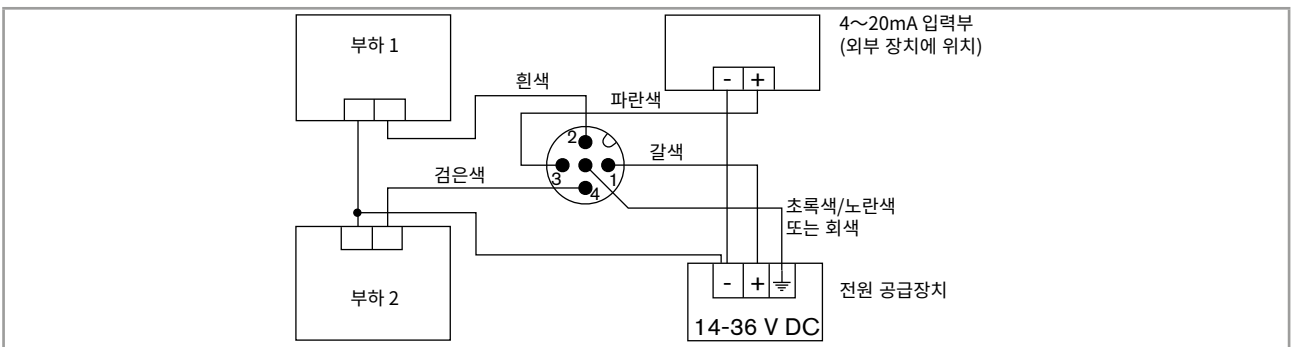 부하 1
4～20mA 입력부
(외부 장치에 위치)
- +
흰색
파란색
2
갈색
3
1
검은색
4
초록색/노란색
또는 회색
부하 2
- +
전원 공급장치
14-36 V DC